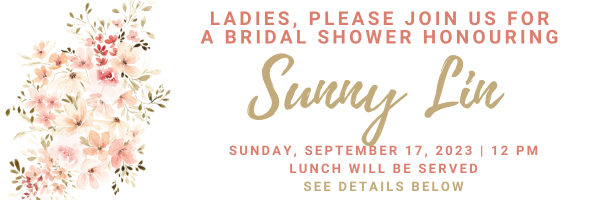 LADIES, PLEASE JOIN US FOR
A BRIDAL SHOWER HONOURING
Sunny Lin
SUNDAY, SEPTEMBER 17, 2023 | 12 PM
LUNCH WILL BE SERVED
SEE DETAILS BELOW